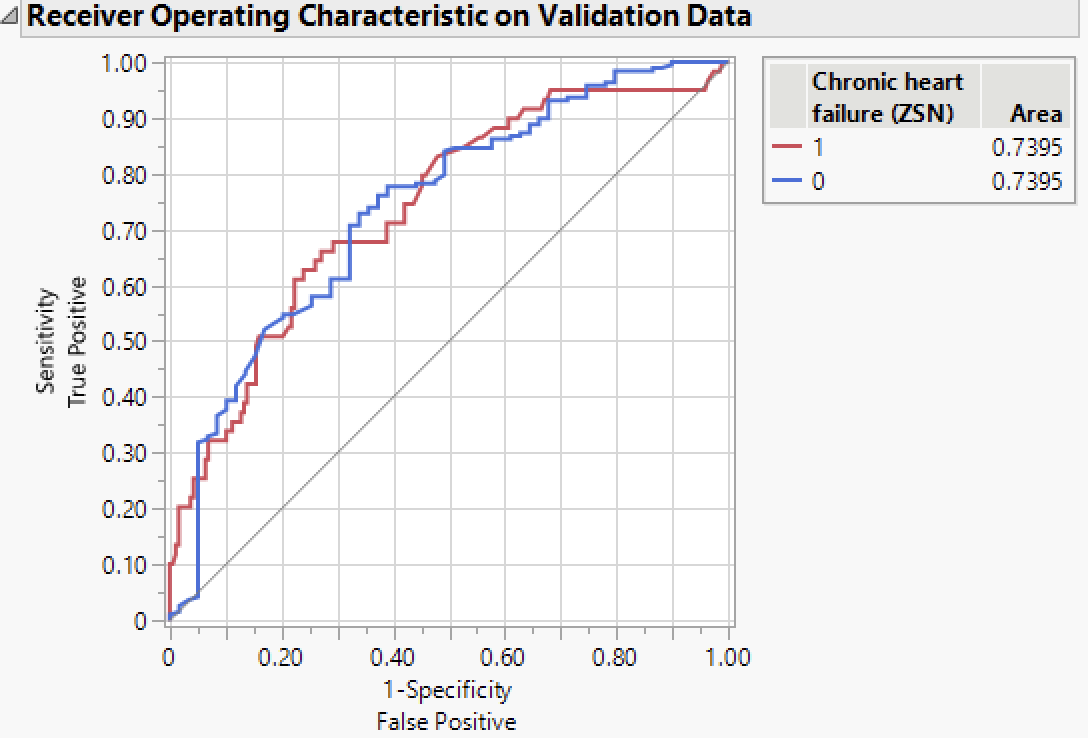 Receiver Operating Characteristic on Validation Data
1.00
0.90
0.80
0.70
0.60
0.50
0.40
0.30
0.20
0.10
0
Sensitivity
True Positive
0 0.20 0.40 0.60 0.80 1.00
1-Specificity
False Positive
Chronic heart
failure (ZSN) Area
1 0.7395
0 0.7395